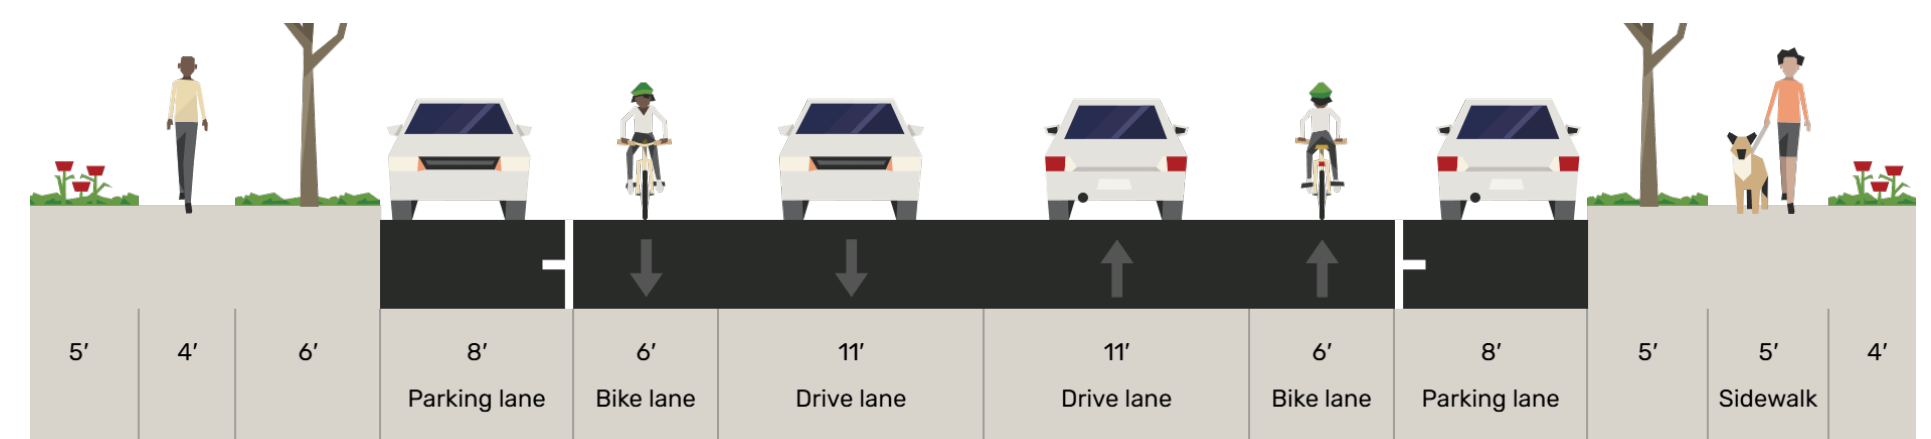 5′ 4′ 6′ 8′ 6′ 11′ 11′ 6′ 8′ 5′ 5′ 4′
Parking lane Bike lane Drive lane Drive lane Bike lane Parking lane Sidewalk